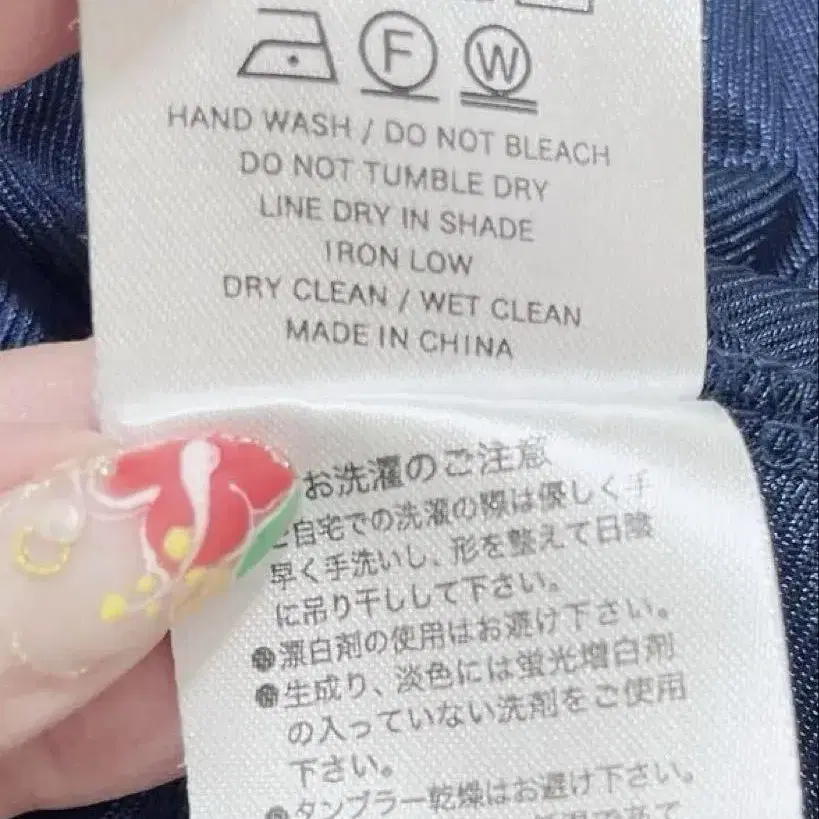 F W
HAND WASH / DO NOT BLEACH
DO NOT TUMBLE DRY
LINE DRY IN SHADE
IRON LOW
DRY CLEAN / WET CLEAN
MADE IN CHINA
お洗濯のご注意
ご自宅での洗濯の際は優しく手
早く手洗いし、形を整えて日陰
に吊り干しして下さい。
●漂白剤の使用はお避け下さい。
●生成り、淡色には蛍光増白剤
の入っていない洗剤をご使用
下さい。
●タンブラー乾燥はお避け下さい。